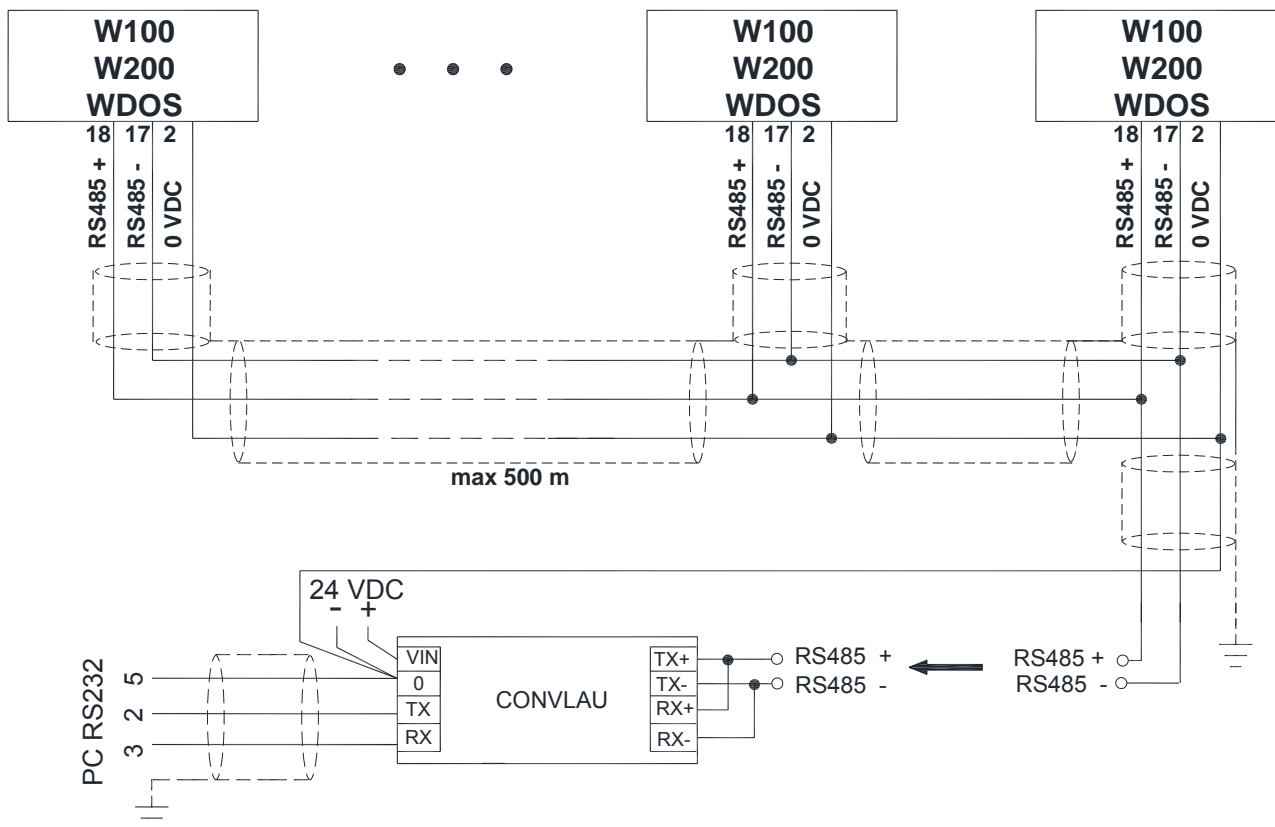 W100
W200
WDOS
18 17 2
RS485 +
RS485 -
0 VDC
W100
W200
WDOS
18 17 2
RS485 +
RS485 -
0 VDC
W100
W200
WDOS
18 17 2
RS485 +
RS485 -
0 VDC
max 500 m
24 VDC
- +
PC RS232
5
2
3
VIN
0
TX
RX
CONVLAU
TX+
TX-
RX+
RX-
RS485 +
RS485 -
RS485 +
RS485 -